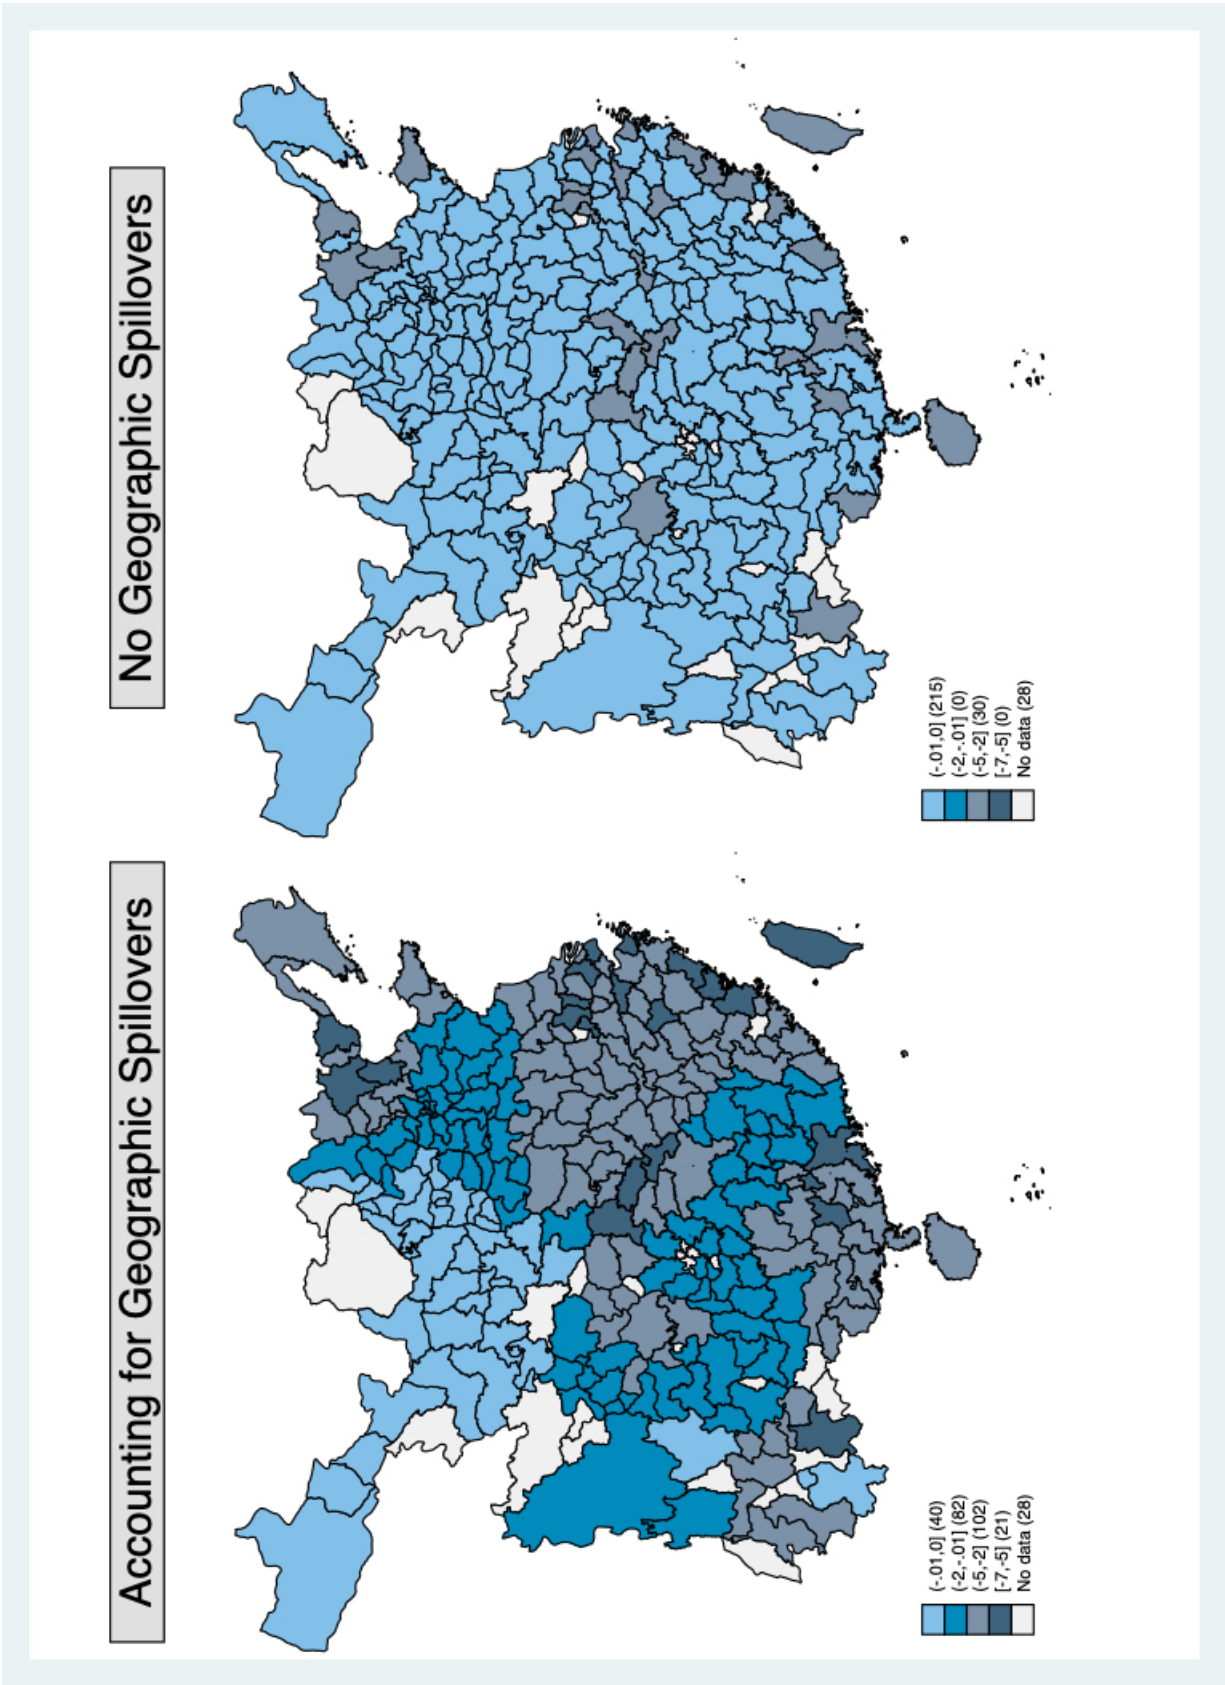 Accounting for Geographic Spillovers
(-.01,0] (40)
(-2,-.01] (82)
(-5,-2] (102)
[-7,-5] (21)
No data (28)
No Geographic Spillovers
(-.01,0] (215)
(-2,-.01] (0)
(-5,-2] (30)
[-7,-5] (0)
No data (28)